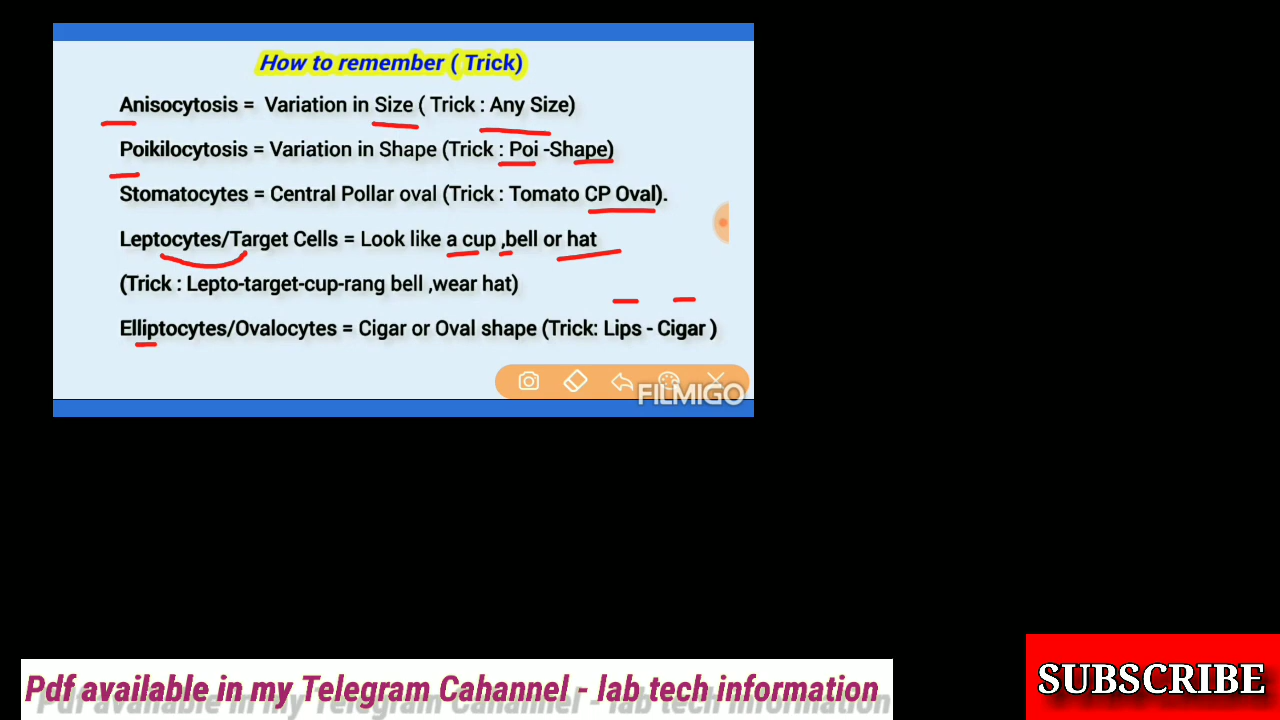 How to remember ( Trick)
Anisocytosis = Variation in Size ( Trick : Any Size)
Poikilocytosis = Variation in Shape (Trick : Poi -Shape)
Stomatocytes = Central Pollar oval (Trick : Tomato CP Oval).
Leptocytes/Target Cells = Look like a cup ,bell or hat
(Trick : Lepto-target-cup-rang bell ,wear hat)
Elliptocytes/Ovalocytes = Cigar or Oval shape (Trick: Lips - Cigar )
FILMIGO
Pdf available in my Telegram Cahannel - lab tech information
SUBSCRIBE